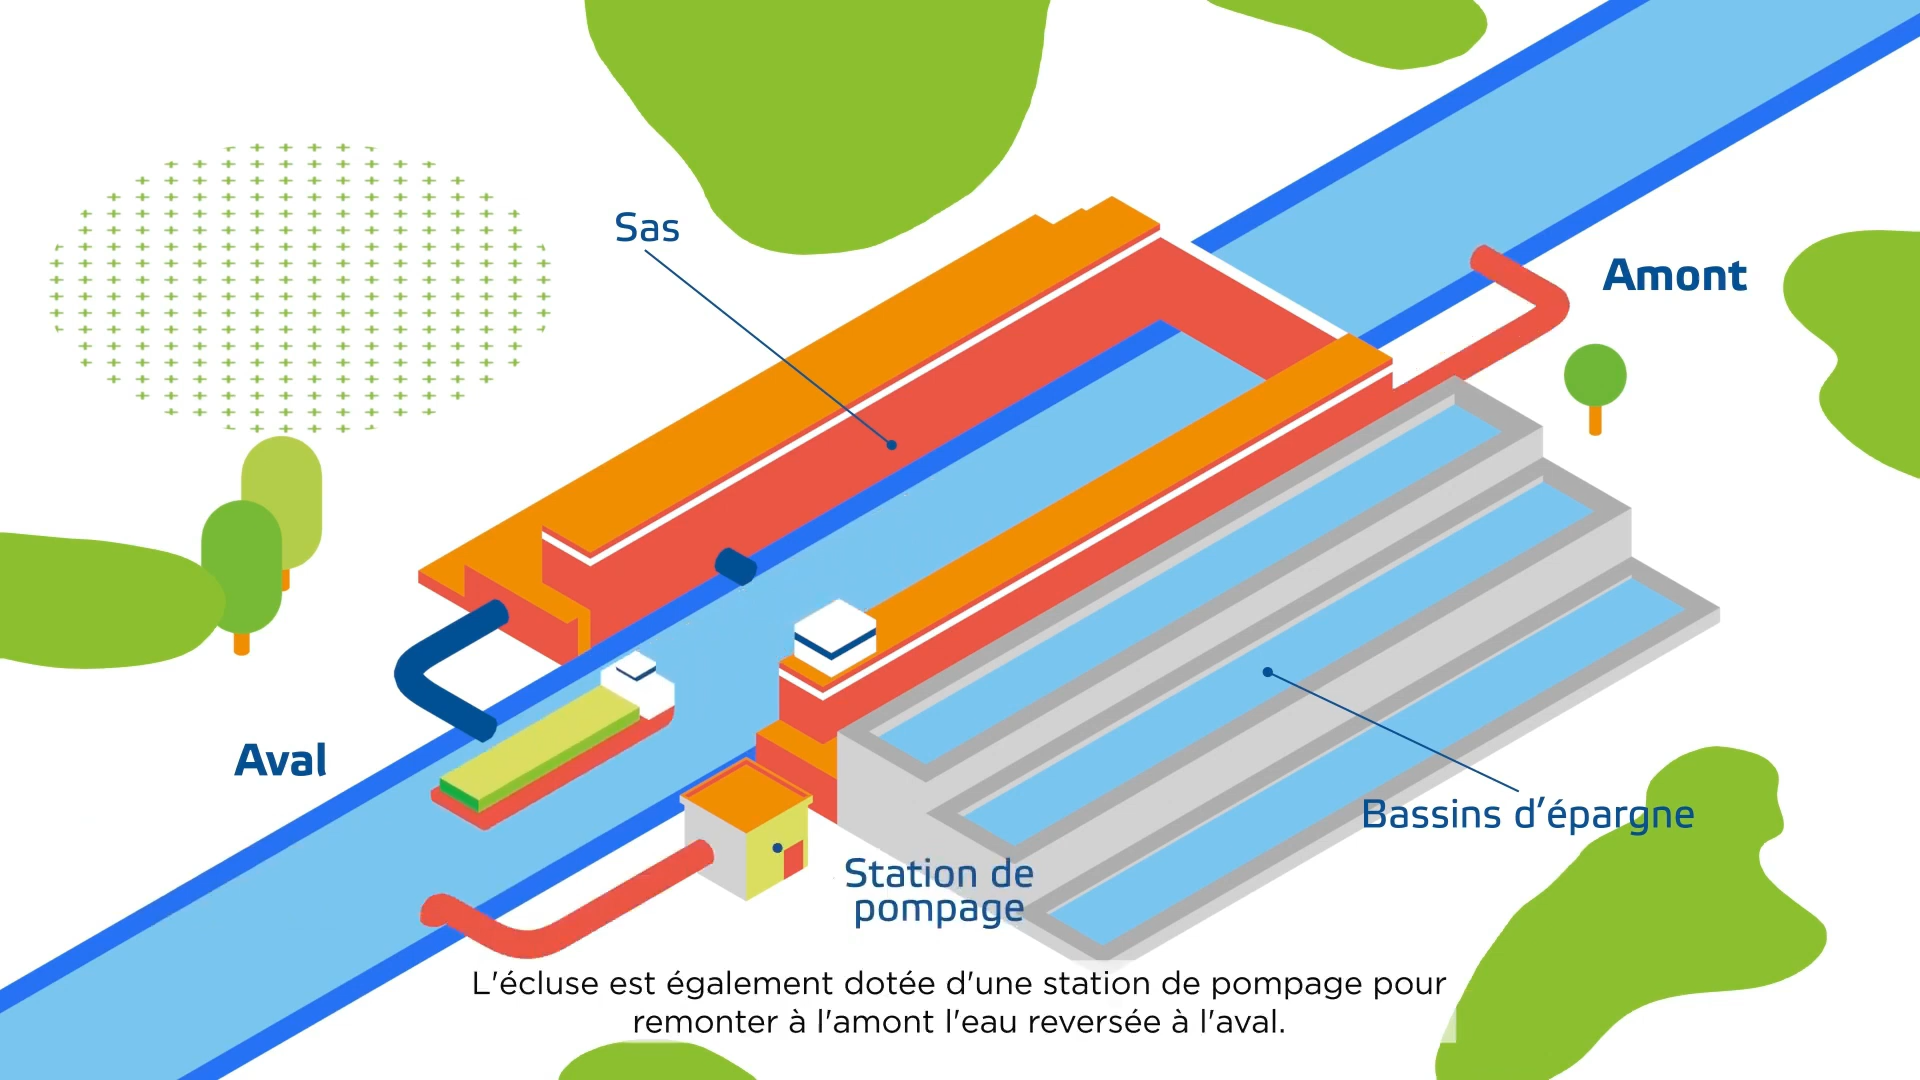 Sas
Amont
Aval
Bassins d’épargne
Station de
pompage
L'écluse est également dotée d'une station de pompage pour
remonter à l'amont l'eau reversée à l'aval.